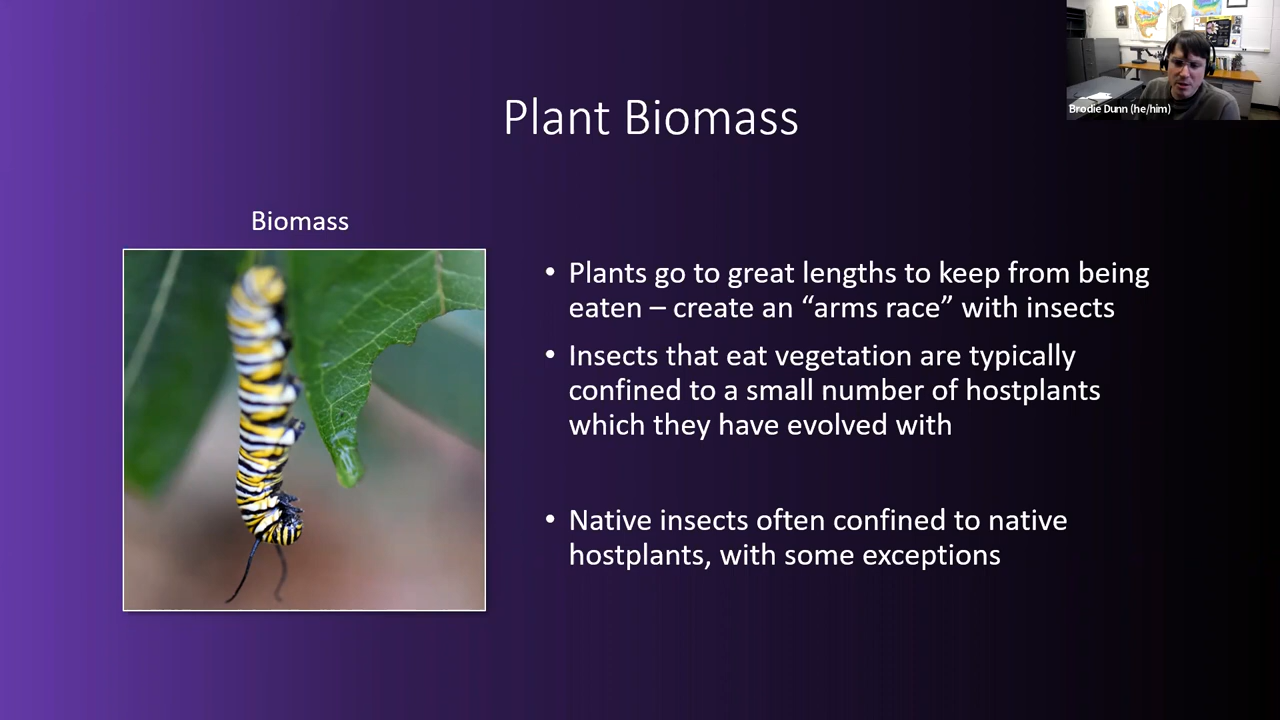 Brodie Dunn (he/him)
Plant Biomass
Biomass
• Plants go to great lengths to keep from being
eaten – create an “arms race” with insects
• Insects that eat vegetation are typically
confined to a small number of hostplants
which they have evolved with
• Native insects often confined to native
hostplants, with some exceptions